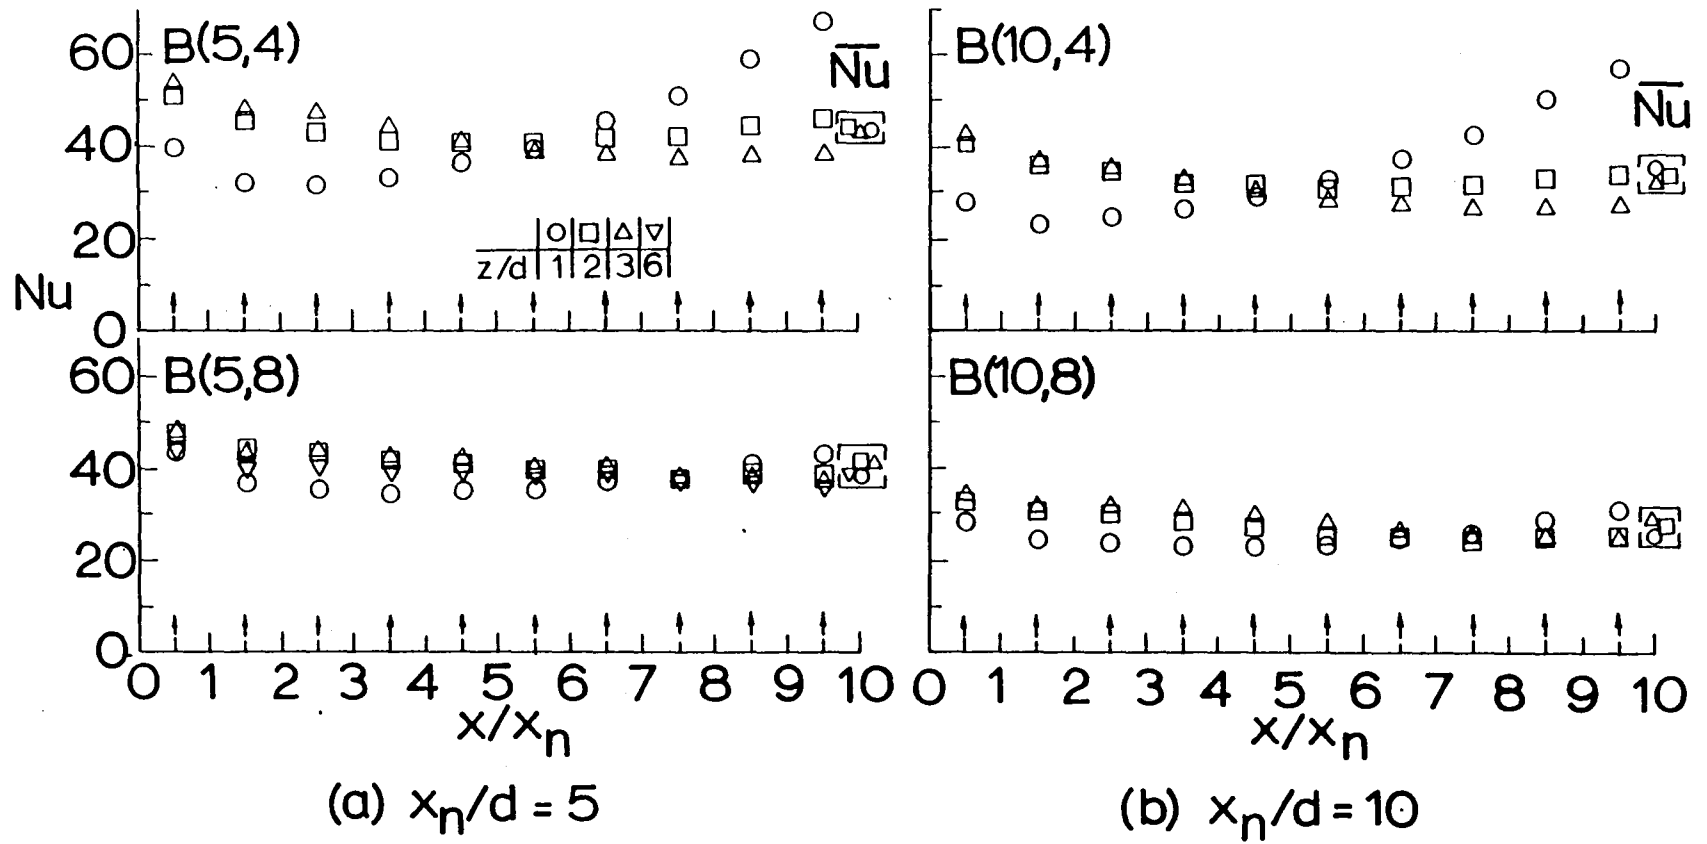 B(5,4)
60
40
20
0
Nu
N̅u̅
z/d 1 2 3 6
B(10,4)
N̅u̅
B(5,8)
60
40
20
0
0 1 2 3 4 5 6 7 8 9 10
x/xn
(a) xn/d = 5
B(10,8)
0 1 2 3 4 5 6 7 8 9 10
x/xn
(b) xn/d = 10